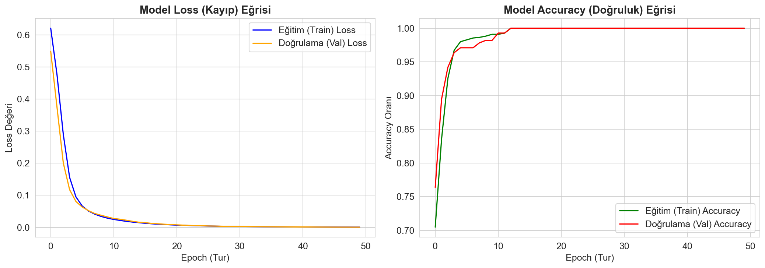 Model Loss (Kayıp) Eğrisi
Loss Değeri
0.6
0.5
0.4
0.3
0.2
0.1
0.0
Eğitim (Train) Loss
Doğrulama (Val) Loss
0 10 20 30 40 50
Epoch (Tur)
Model Accuracy (Doğruluk) Eğrisi
Accuracy Oranı
1.00
0.95
0.90
0.85
0.80
0.75
0.70
Eğitim (Train) Accuracy
Doğrulama (Val) Accuracy
0 10 20 30 40 50
Epoch (Tur)